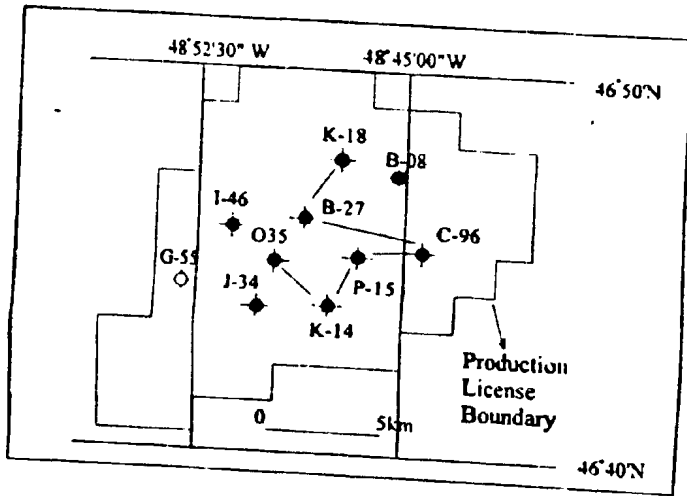 48°52'30" W
48°45'00" W
46°50'N
K-18
B-08
I-46
B-27
O35
C-96
G-55
J-34
P-15
K-14
Production
License
Boundary
0
5km
46°40'N